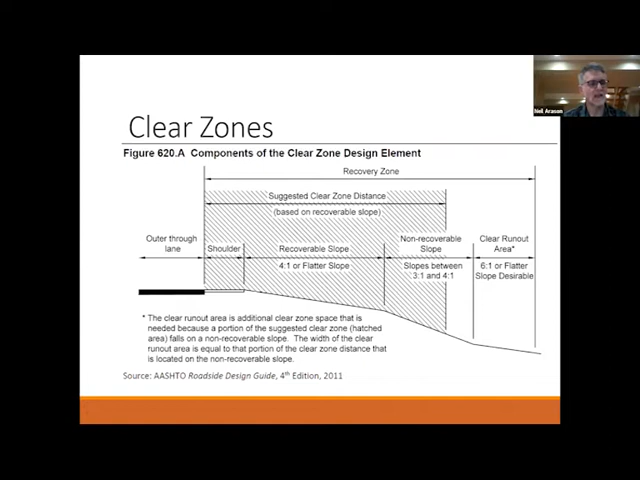 Neil Arason
Clear Zones
Figure 620.A Components of the Clear Zone Design Element
Recovery Zone
Suggested Clear Zone Distance
(based on recoverable slope)
Outer through
lane
Shoulder
Recoverable Slope
4:1 or Flatter Slope
Non-recoverable
Slope
Slopes between
3:1 and 4:1
Clear Runout
Area*
6:1 or Flatter
Slope Desirable
* The clear runout area is additional clear zone space that is
needed because a portion of the suggested clear zone (hatched
area) falls on a non-recoverable slope. The width of the clear
runout area is equal to that portion of the clear zone distance that
is located on the non-recoverable slope.
Source: AASHTO Roadside Design Guide, 4th Edition, 2011